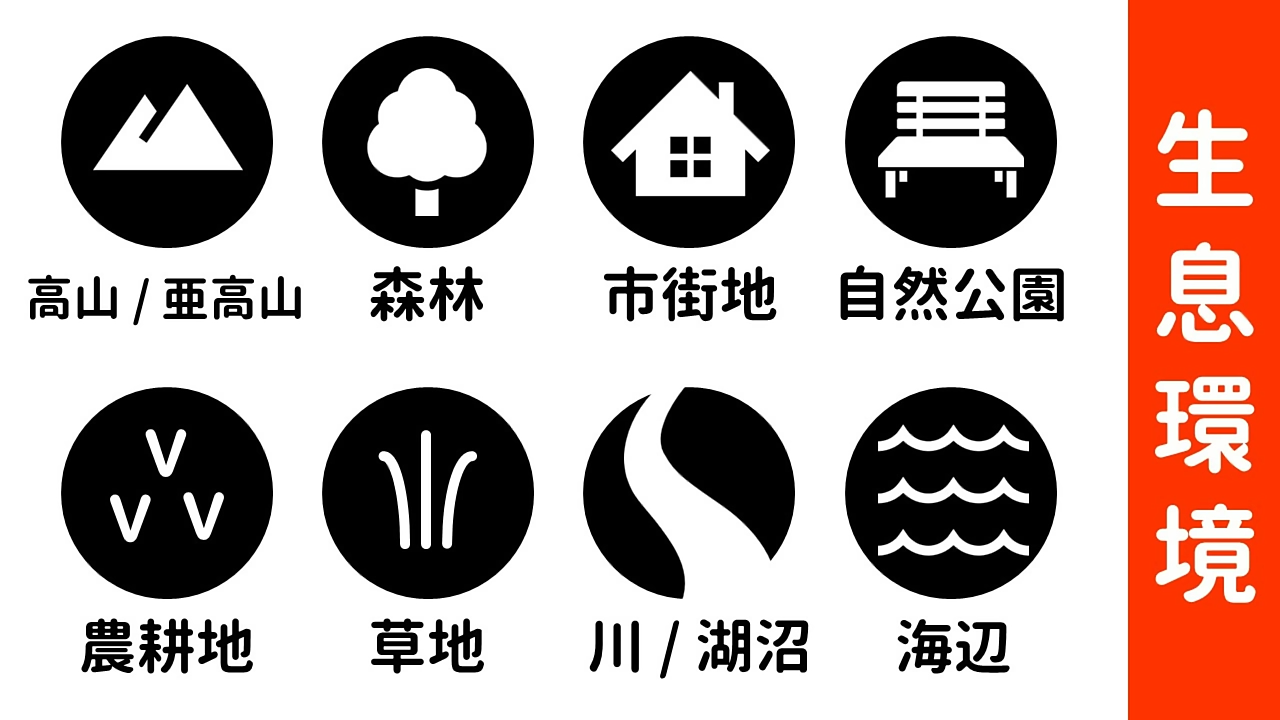 高山 / 亜高山
森林
市街地
自然公園
農耕地
草地
川 / 湖沼
海辺
生息環境